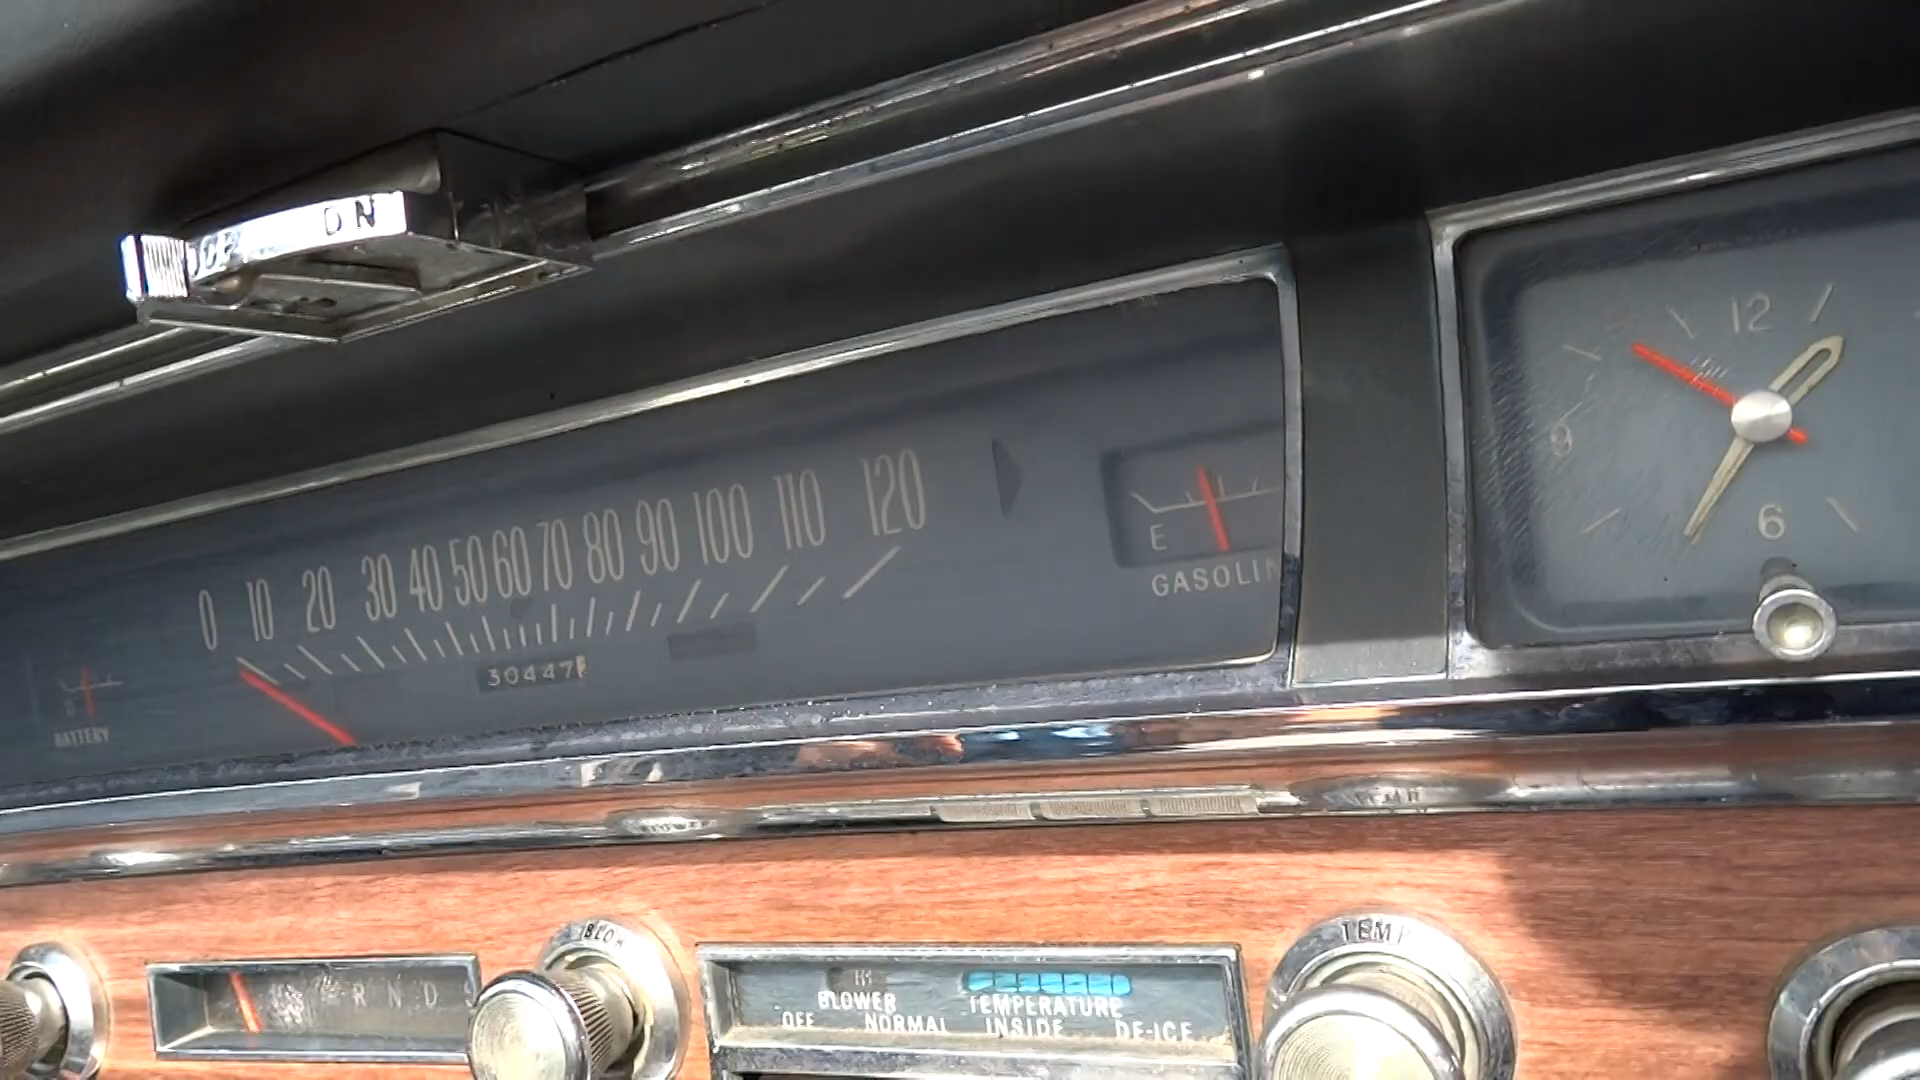 ON
12
9
6
0 10 20 30 40 50 60 70 80 90 100 110 120
E
GASOLIN
30447
BATTERY
R N D
BLOW
TEMP
BLOWER TEMPERATURE
OFF NORMAL INSIDE DE-ICE